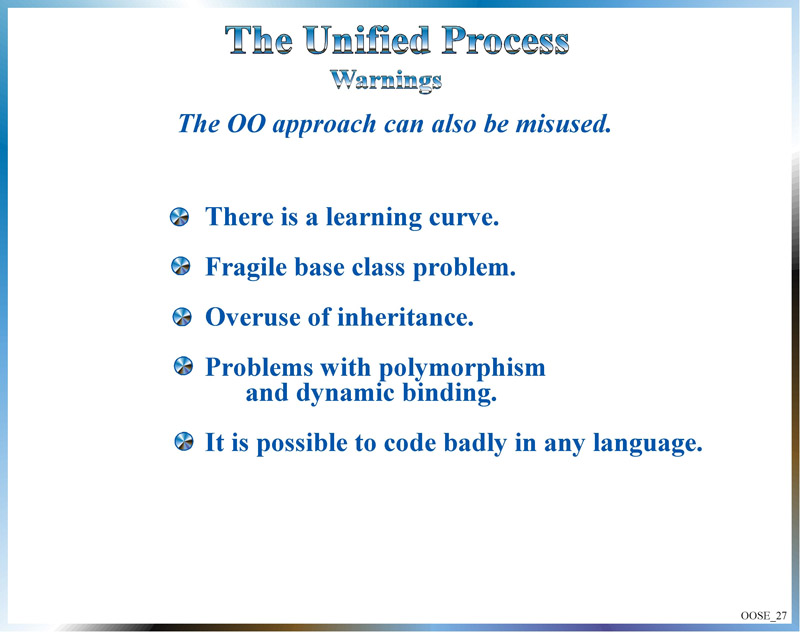 The Unified Process
Warnings
The OO approach can also be misused.
There is a learning curve.
Fragile base class problem.
Overuse of inheritance.
Problems with polymorphism
and dynamic binding.
It is possible to code badly in any language.
OOSE_27